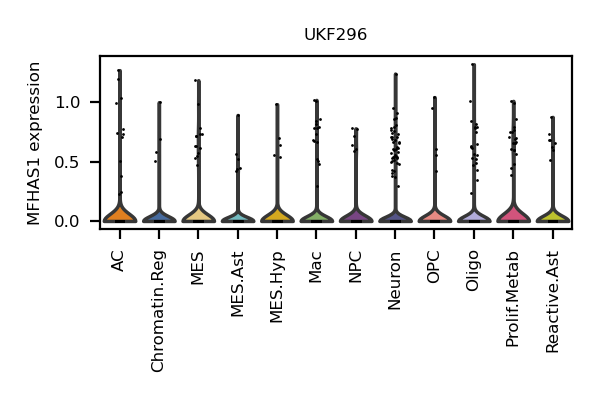 UKF296
MFHAS1 expression
1.0
0.5
0.0
AC
Chromatin.Reg
MES
MES.Ast
MES.Hyp
Mac
NPC
Neuron
OPC
Oligo
Prolif.Metab
Reactive.Ast